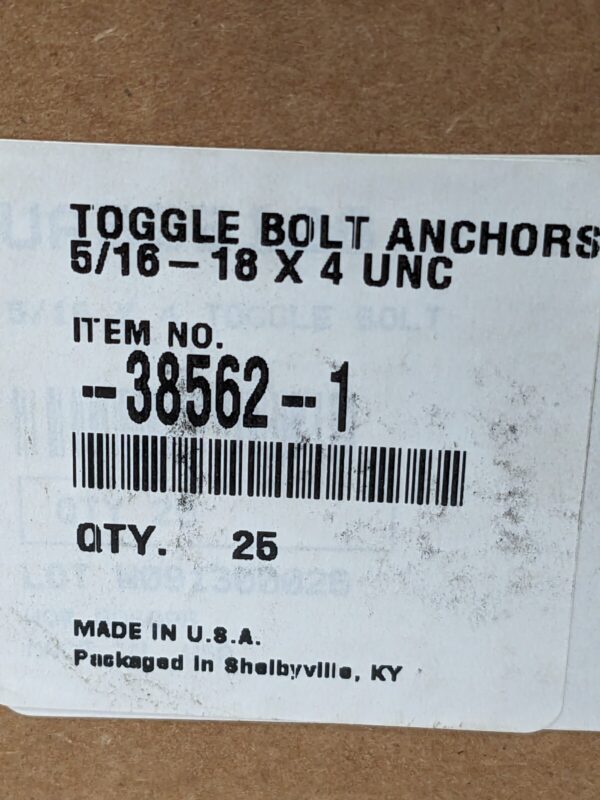 TOGGLE BOLT ANCHORS
5/16-18 X 4 UNC
ITEM NO.
--38562-1
QTY. 25
MADE IN U.S.A.
Packaged in Shelbyville, KY